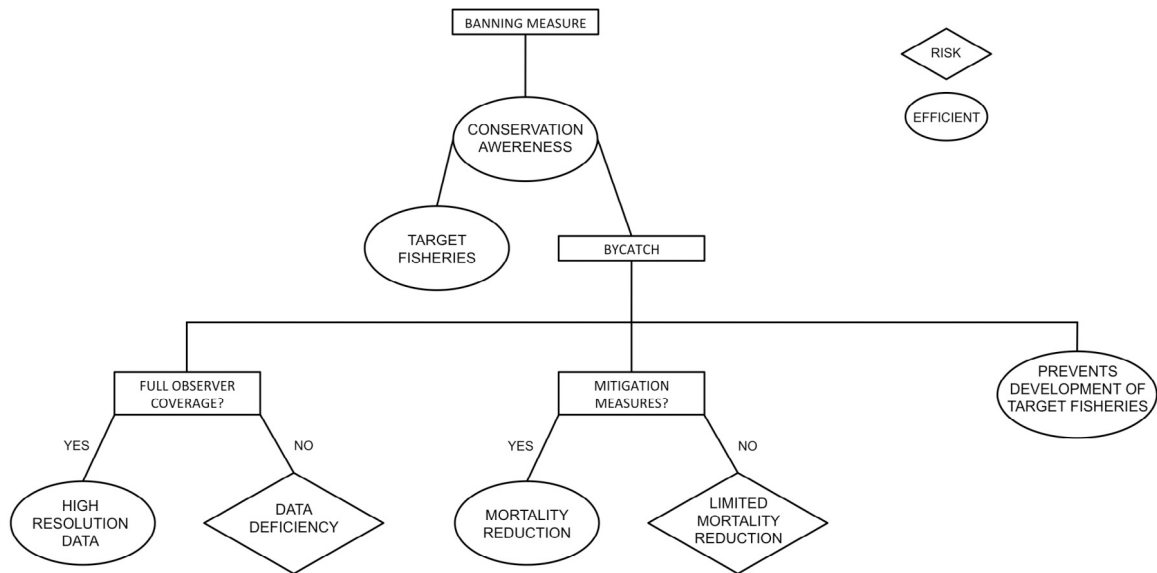 BANNING MEASURE
RISK
EFFICIENT
CONSERVATION
AWERENESS
TARGET
FISHERIES
BYCATCH
FULL OBSERVER
COVERAGE?
MITIGATION
MEASURES?
PREVENTS
DEVELOPMENT OF
TARGET FISHERIES
YES
NO
YES
NO
HIGH
RESOLUTION
DATA
DATA
DEFICIENCY
MORTALITY
REDUCTION
LIMITED
MORTALITY
REDUCTION